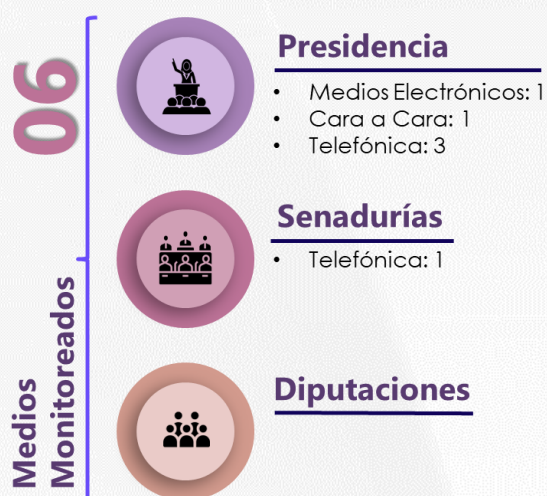 06
Medios
Monitoreados
Presidencia
• Medios Electrónicos: 1
• Cara a Cara: 1
• Telefónica: 3
Senadurías
• Telefónica: 1
Diputaciones